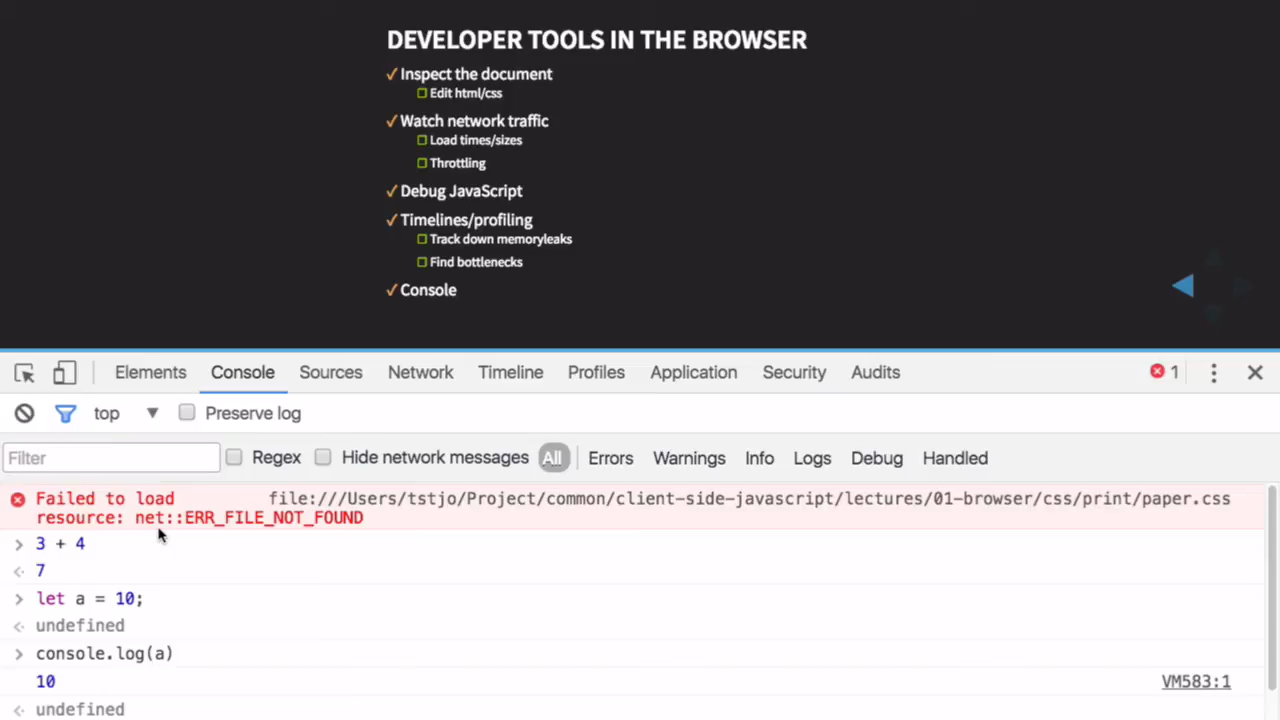 DEVELOPER TOOLS IN THE BROWSER
✓ Inspect the document
Edit html/css
✓ Watch network traffic
Load times/sizes
Throttling
✓ Debug JavaScript
✓ Timelines/profiling
Track down memoryleaks
Find bottlenecks
✓ Console
Elements Console Sources Network Timeline Profiles Application Security Audits 1
top Preserve log
Filter Regex Hide network messages All Errors Warnings Info Logs Debug Handled
Failed to load file:///Users/tstjo/Project/common/client-side-javascript/lectures/01-browser/css/print/paper.css
resource: net::ERR_FILE_NOT_FOUND
> 3 + 4
7
> let a = 10;
undefined
> console.log(a)
10 VM583:1
undefined